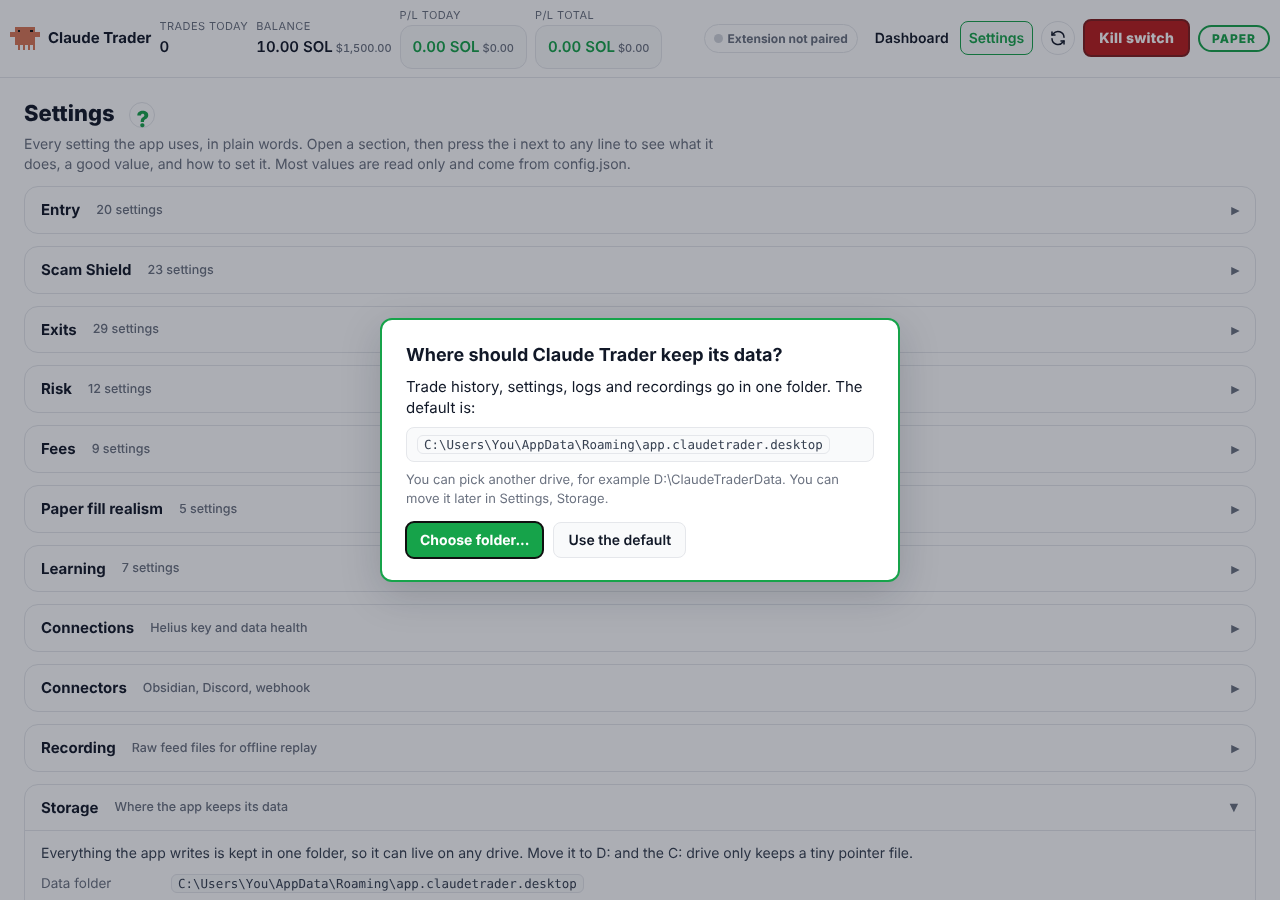 Claude Trader
TRADES TODAY
0
BALANCE
10.00 SOL $1,500.00
P/L TODAY
0.00 SOL $0.00
P/L TOTAL
0.00 SOL $0.00
Extension not paired
Dashboard
Settings
Kill switch
PAPER
Settings
?
Every setting the app uses, in plain words. Open a section, then press the i next to any line to see what it
does, a good value, and how to set it. Most values are read only and come from config.json.
Entry 20 settings
Scam Shield 23 settings
Exits 29 settings
Risk 12 settings
Fees 9 settings
Paper fill realism 5 settings
Learning 7 settings
Connections Helius key and data health
Connectors Obsidian, Discord, webhook
Recording Raw feed files for offline replay
Storage Where the app keeps its data
Everything the app writes is kept in one folder, so it can live on any drive. Move it to D: and the C: drive only keeps a tiny pointer file.
Data folder C:\Users\You\AppData\Roaming\app.claudetrader.desktop
Where should Claude Trader keep its data?
Trade history, settings, logs and recordings go in one folder. The
default is:
C:\Users\You\AppData\Roaming\app.claudetrader.desktop
You can pick another drive, for example D:\ClaudeTraderData. You can
move it later in Settings, Storage.
Choose folder...
Use the default